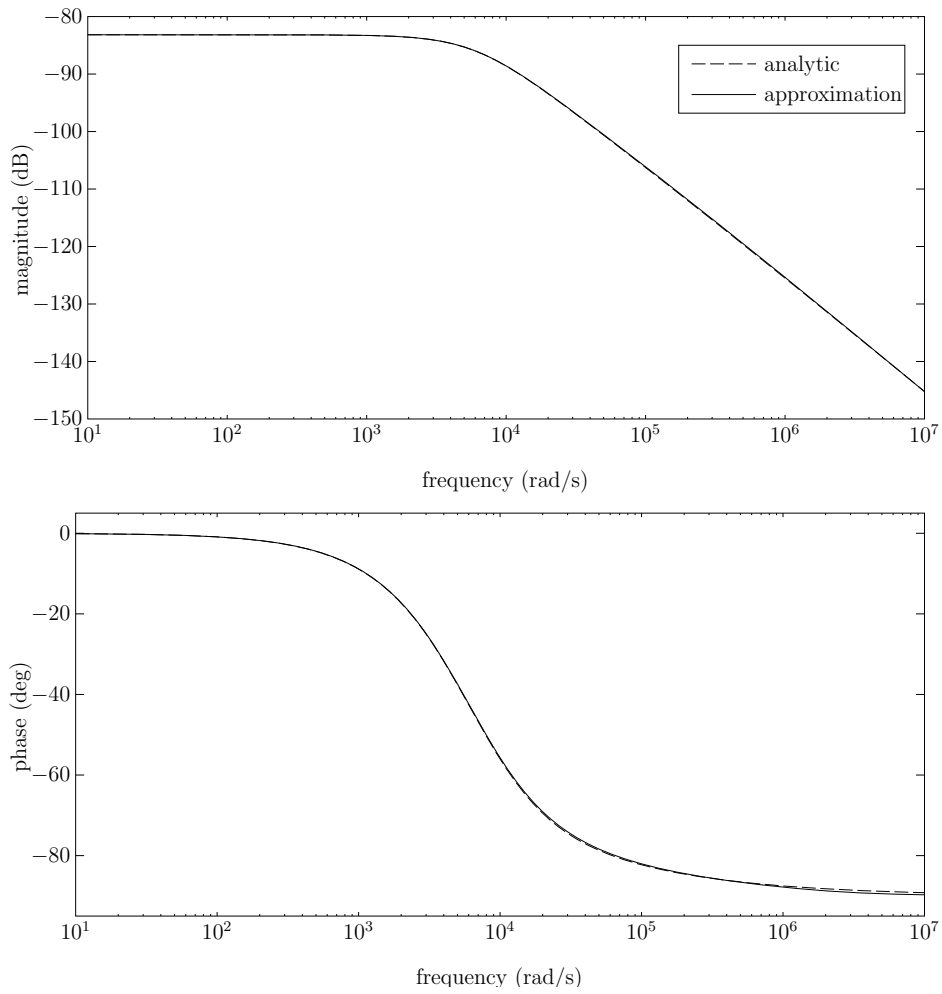 −80
−90
−100
−110
−120
−130
−140
−150
magnitude (dB)
analytic
approximation
10^1 10^2 10^3 10^4 10^5 10^6 10^7
frequency (rad/s)
0
−20
−40
−60
−80
phase (deg)
10^1 10^2 10^3 10^4 10^5 10^6 10^7
frequency (rad/s)